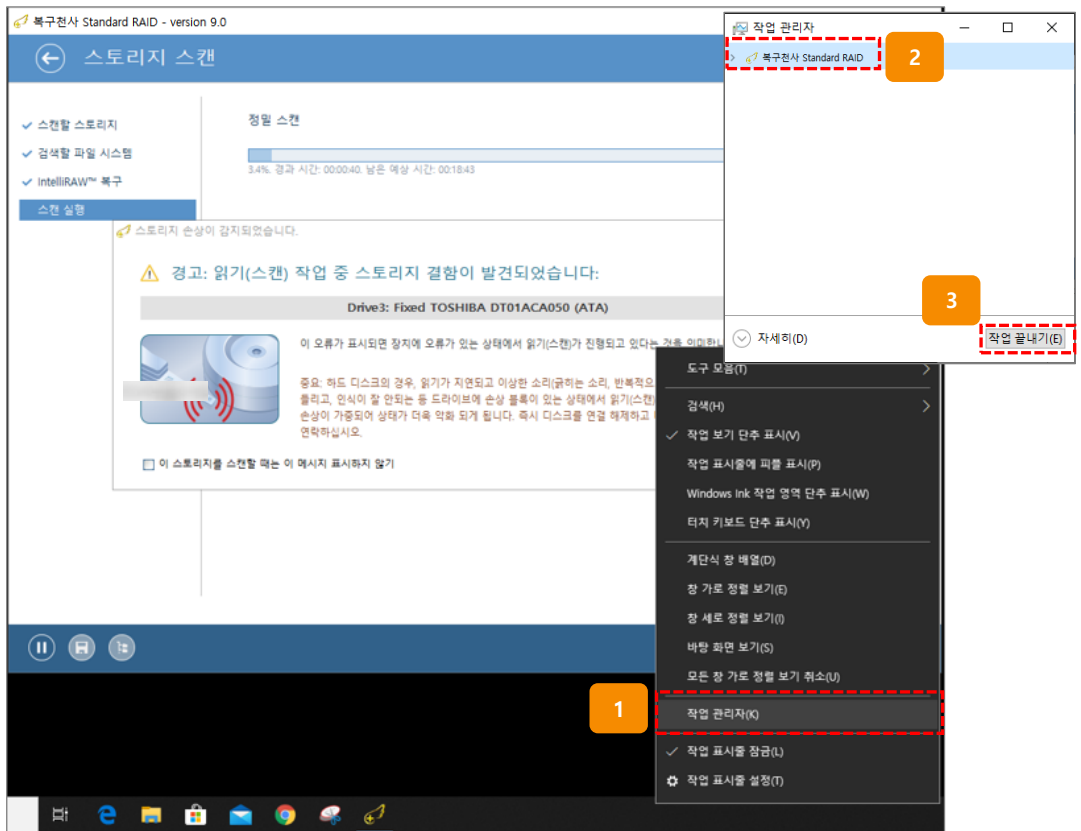 복구천사 Standard RAID - version 9.0
스토리지 스캔
스캔할 스토리지
검색할 파일 시스템
IntelliRAW™ 복구
스캔 실행
정밀 스캔
3.4%. 경과 시간: 00:00:40. 남은 예상 시간: 00:18:43
스토리지 손상이 감지되었습니다.
경고: 읽기(스캔) 작업 중 스토리지 결함이 발견되었습니다:
Drive3: Fixed TOSHIBA DT01ACA050 (ATA)
이 오류가 표시되면 장치에 오류가 있는 상태에서 읽기(스캔)가 진행되고 있다는 것을 의미합니
중요: 하드 디스크의 경우, 읽기가 지연되고 이상한 소리(긁히는 소리, 반복적으
들리고, 인식이 잘 안되는 등 드라이브에 손상 블록이 있는 상태에서 읽기(스캔)
손상이 가중되어 상태가 더욱 악화 되게 됩니다. 즉시 디스크를 연결 해제하고
연락하십시오.
이 스토리지를 스캔할 때는 이 메시지 표시하지 않기
작업 관리자
복구천사 Standard RAID
2
3
자세히(D)
작업 끝내기(E)
도구 모음(T)
검색(H)
작업 보기 단추 표시(V)
작업 표시줄에 피플 표시(P)
Windows Ink 작업 영역 단추 표시(W)
터치 키보드 단추 표시(Y)
계단식 창 배열(D)
창 가로 정렬 보기(E)
창 세로 정렬 보기(I)
바탕 화면 보기(S)
모든 창 가로 정렬 보기 취소(U)
1
작업 관리자(K)
작업 표시줄 잠금(L)
작업 표시줄 설정(T)